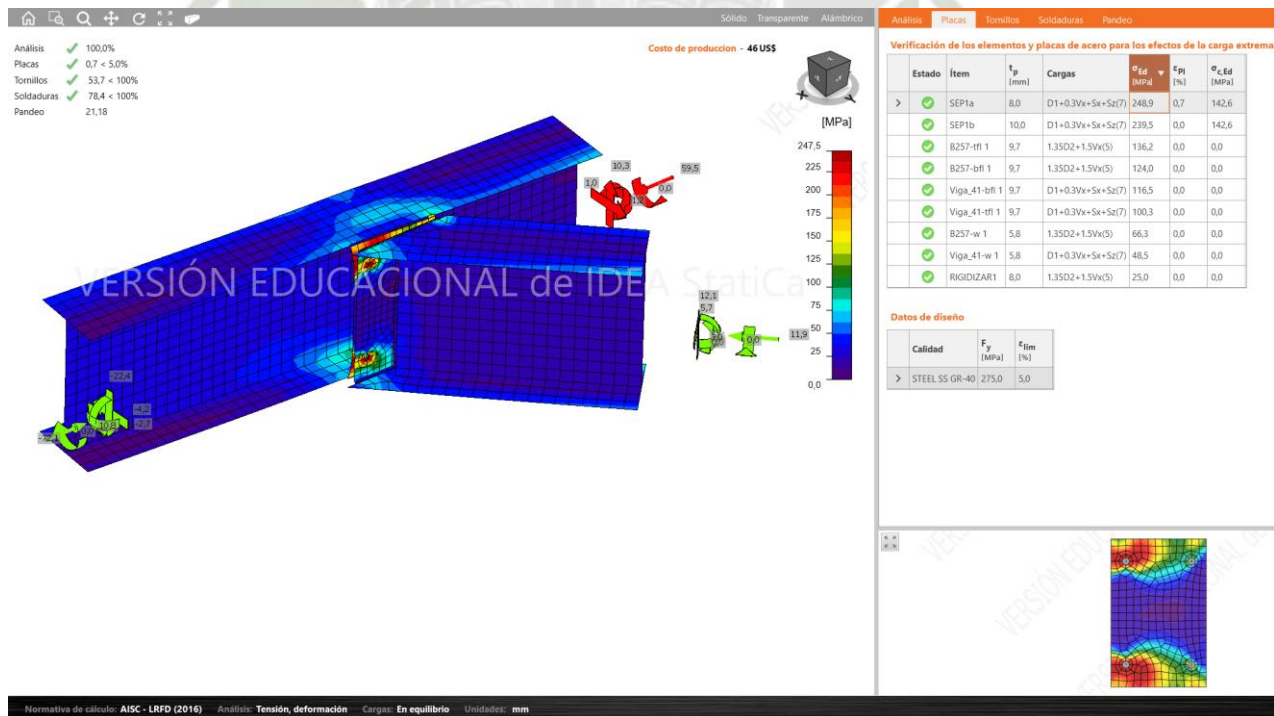 Sólido Transparente Alámbrico
Análisis 100,0%
Placas 0,7 < 5,0%
Tornillos 53,7 < 100%
Soldaduras 78,4 < 100%
Pandeo 21,18
Costo de produccion - 46 US$
[MPa]
247,5
225
200
175
150
125
100
75
50
25
0,0
10,3
59,5
1,0
1,2
0,0
12,1
5,7
0,0
11,9
-22,4
-4,2
10,8
-2,7
VERSIÓN EDUCACIONAL de IDEA StatiCa
Análisis Placas Tornillos Soldaduras Pandeo
Verificación de los elementos y placas de acero para los efectos de la carga extrema
Estado Ítem tp [mm] Cargas σEd [MPa] εPl [%] σc,Ed [MPa]
SEP1a 8,0 D1+0.3Vx+Sx+Sz(7) 248,9 0,7 142,6
SEP1b 10,0 D1+0.3Vx+Sx+Sz(7) 239,5 0,0 142,6
B257-tfl 1 9,7 1.35D2+1.5Vx(5) 136,2 0,0 0,0
B257-bfl 1 9,7 1.35D2+1.5Vx(5) 124,0 0,0 0,0
Viga_41-bfl 1 9,7 D1+0.3Vx+Sx+Sz(7) 116,5 0,0 0,0
Viga_41-tfl 1 9,7 D1+0.3Vx+Sx+Sz(7) 100,3 0,0 0,0
B257-w 1 5,8 1.35D2+1.5Vx(5) 66,3 0,0 0,0
Viga_41-w 1 5,8 D1+0.3Vx+Sx+Sz(7) 48,5 0,0 0,0
RIGIDIZAR1 8,0 1.35D2+1.5Vx(5) 25,0 0,0 0,0
Datos de diseño
Calidad Fy [MPa] εlim [%]
STEEL SS GR-40 275,0 5,0
Normativa de cálculo: AISC - LRFD (2016) Análisis: Tensión, deformación Cargas: En equilibrio Unidades: mm